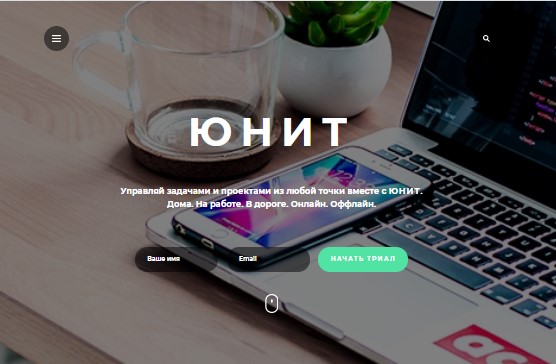 ЮНИТ
Управляй задачами и проектами из любой точки вместе с ЮНИТ.
Дома. На работе. В дороге. Онлайн. Оффлайн.
Ваше имя Email НАЧАТЬ ТРИАЛ